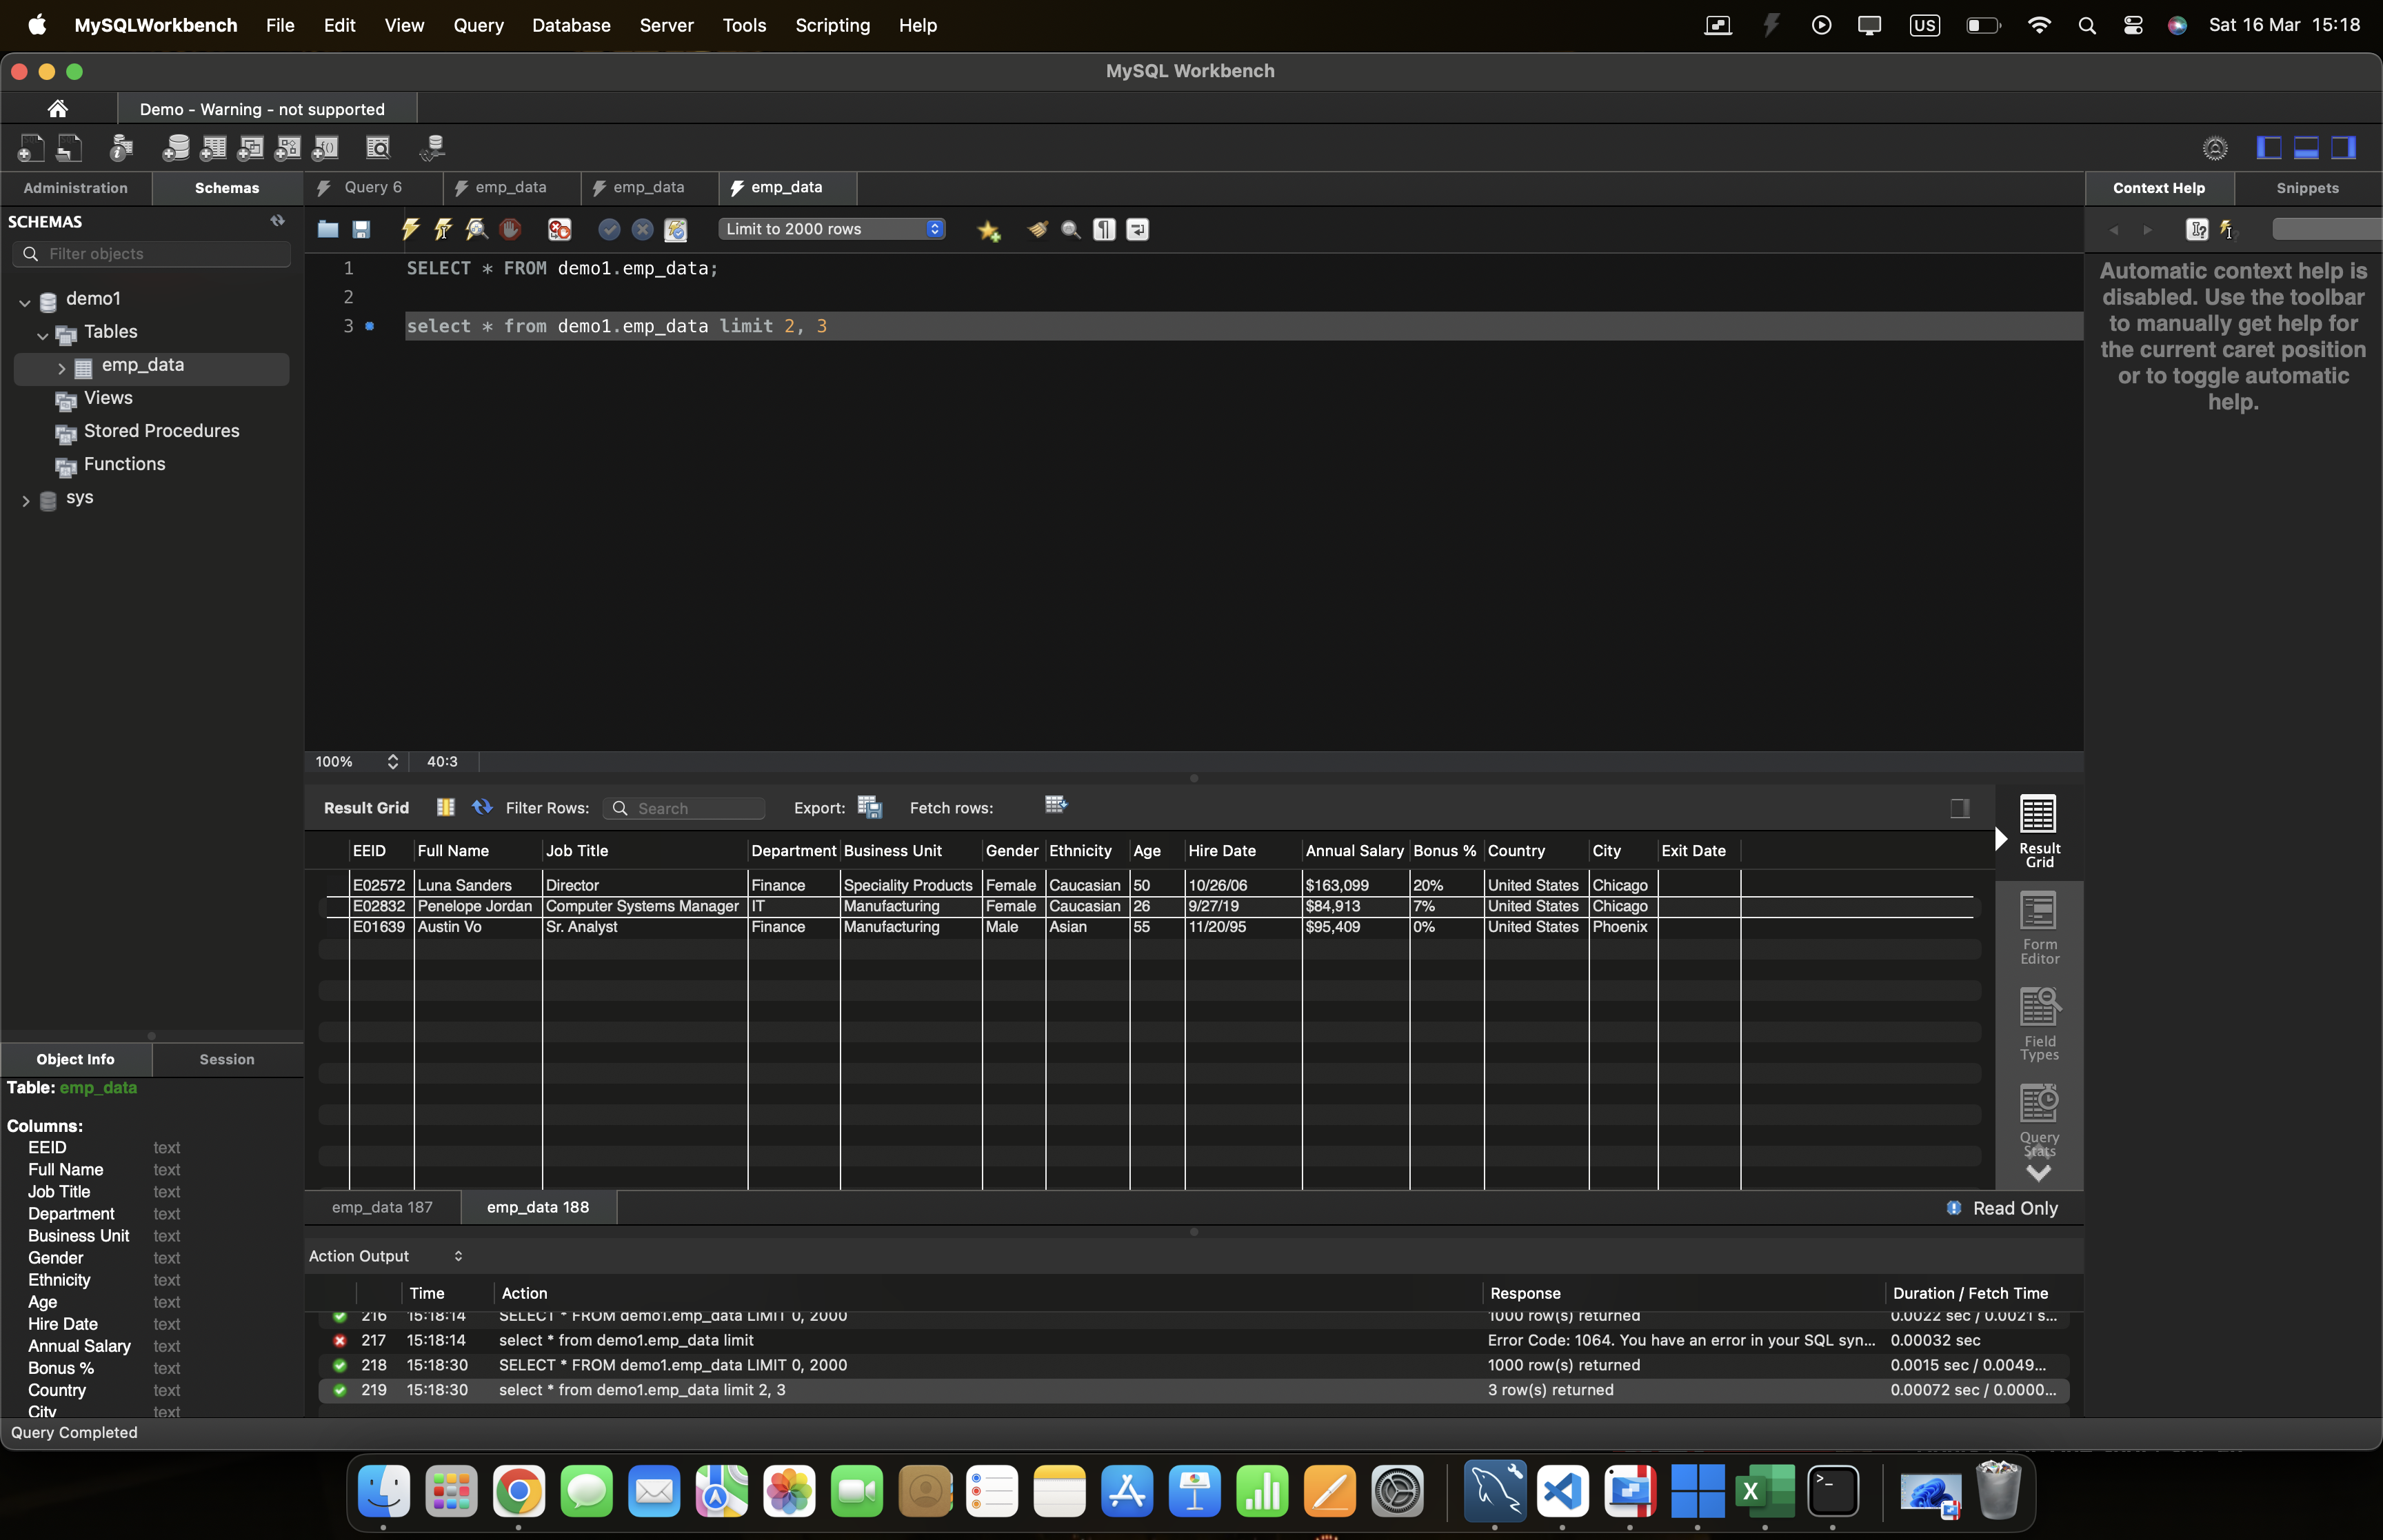 MySQLWorkbench File Edit View Query Database Server Tools Scripting Help US Sat 16 Mar 15:18
MySQL Workbench
Demo - Warning - not supported
Administration Schemas Query 6 emp_data emp_data emp_data Context Help Snippets
SCHEMAS
Filter objects
demo1
Tables
emp_data
Views
Stored Procedures
Functions
sys
Limit to 2000 rows
1 SELECT * FROM demo1.emp_data;
2
3 select * from demo1.emp_data limit 2, 3
Automatic context help is
disabled. Use the toolbar
to manually get help for
the current caret position
or to toggle automatic
help.
100% 40:3
Result Grid Filter Rows: Search Export: Fetch rows:
EEID Full Name Job Title Department Business Unit Gender Ethnicity Age Hire Date Annual Salary Bonus % Country City Exit Date
E02572 Luna Sanders Director Finance Speciality Products Female Caucasian 50 10/26/06 $163,099 20% United States Chicago
E02832 Penelope Jordan Computer Systems Manager IT Manufacturing Female Caucasian 26 9/27/19 $84,913 7% United States Chicago
E01639 Austin Vo Sr. Analyst Finance Manufacturing Male Asian 55 11/20/95 $95,409 0% United States Phoenix
Result
Grid
Form
Editor
Field
Types
Query
Stats
emp_data 187 emp_data 188 Read Only
Object Info Session
Table: emp_data
Columns:
EEID text
Full Name text
Job Title text
Department text
Business Unit text
Gender text
Ethnicity text
Age text
Hire Date text
Annual Salary text
Bonus % text
Country text
City text
Action Output
Time Action Response Duration / Fetch Time
216 15:18:14 SELECT * FROM demo1.emp_data LIMIT 0, 2000 1000 row(s) returned 0.0022 sec / 0.0021 s...
217 15:18:14 select * from demo1.emp_data limit Error Code: 1064. You have an error in your SQL syn... 0.00032 sec
218 15:18:30 SELECT * FROM demo1.emp_data LIMIT 0, 2000 1000 row(s) returned 0.0015 sec / 0.0049...
219 15:18:30 select * from demo1.emp_data limit 2, 3 3 row(s) returned 0.00072 sec / 0.0000...
Query Completed